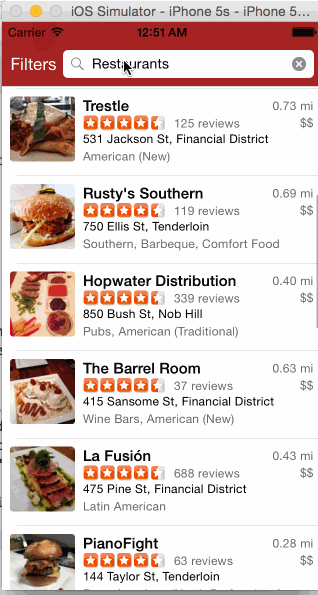 iOS Simulator - iPhone 5s - iPhone 5...
Carrier 12:51 AM
Filters Restaurants
Trestle 0.73 mi
125 reviews $$
531 Jackson St, Financial District
American (New)
Rusty's Southern 0.69 mi
119 reviews $$
750 Ellis St, Tenderloin
Southern, Barbeque, Comfort Food
Hopwater Distribution 0.40 mi
339 reviews $$
850 Bush St, Nob Hill
Pubs, American (Traditional)
The Barrel Room 0.63 mi
37 reviews $$
415 Sansome St, Financial District
Wine Bars, American (New)
La Fusión 0.43 mi
688 reviews $$
475 Pine St, Financial District
Latin American
PianoFight 0.28 mi
63 reviews $$
144 Taylor St, Tenderloin